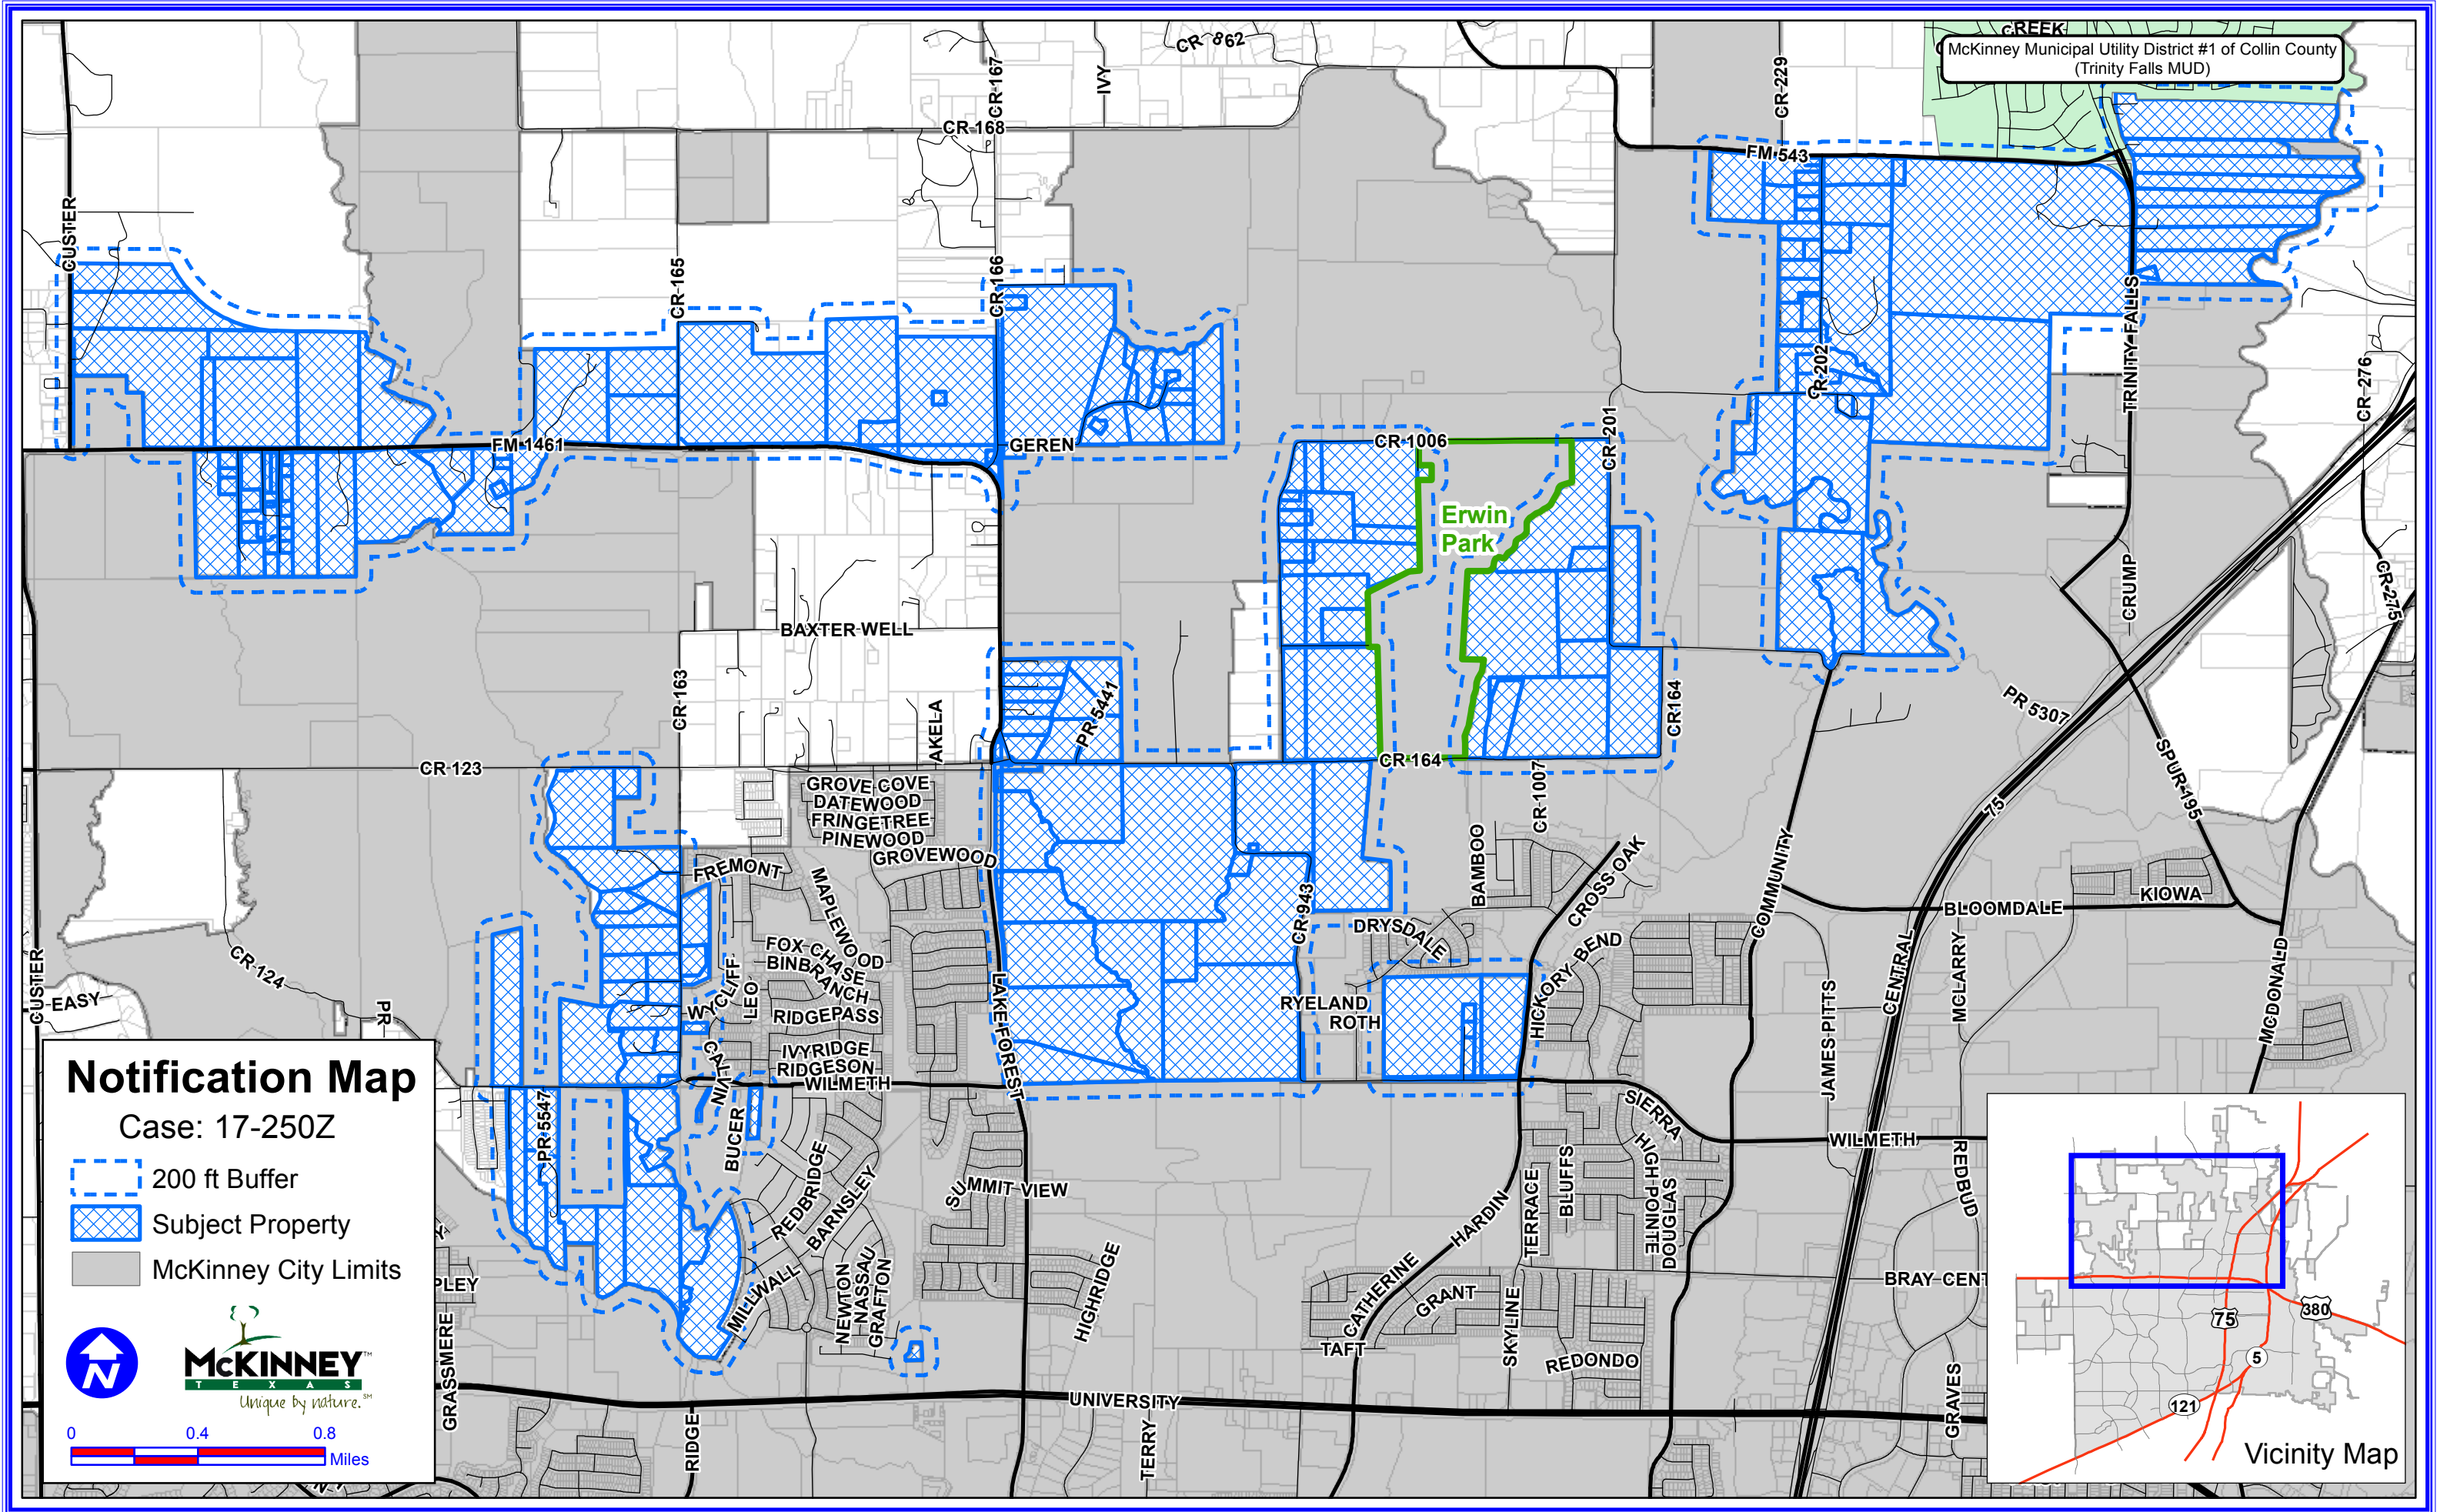 CREEK
McKinney Municipal Utility District #1 of Collin County
(Trinity Falls MUD)
CR 862
CR 167
IVY
CR 229
CR 168
FM 543
CUSTER
CR 165
CR 166
TRINITY FALLS
CR 202
CR 276
FM 1461
GEREN
CR 1006
CR 201
Erwin
Park
CRUMP
CR 275
BAXTER WELL
CR 163
AKELA
PR 5441
CR164
PR 5307
SPUR 195
CR 123
CR 164
CR 1007
75
GROVE COVE
DATEWOOD
FRINGETREE
PINEWOOD
GROVEWOOD
FREMONT
MAPLEWOOD
BAMBOO
CROSS OAK
COMMUNITY
KIOWA
BLOOMDALE
CR 943
DRYSDALE
HICKORY BEND
CR 124
FOX CHASE
BINBRANCH
WYCLIFF
LEO
RIDGEPASS
LAKE FOREST
RYELAND
ROTH
CENTRAL
MCLARRY
MCDONALD
JAMES PITTS
CUSTER
EASY
PR
CALVIN
IVYRIDGE
RIDGESON
WILMETH
BUCER
PR 5547
SIERRA
WILMETH
REDBUD
HIGH POINTE
DOUGLAS
BLUFFS
TERRACE
HARDIN
SUMMIT VIEW
REDBRIDGE
BARNSLEY
MILLWALL
NEWTON
NASSAU
GRAFTON
HIGHRIDGE
CATHERINE
GRANT
TAFT
SKYLINE
REDONDO
BRAY CENT
GRAVES
PLEY
GRASSMERE
RIDGE
UNIVERSITY
TERRY
Notification Map
Case: 17-250Z
200 ft Buffer
Subject Property
McKinney City Limits
N
McKINNEY™
TEXAS
Unique by nature.℠
0 0.4 0.8
Miles
75
380
5
121
Vicinity Map